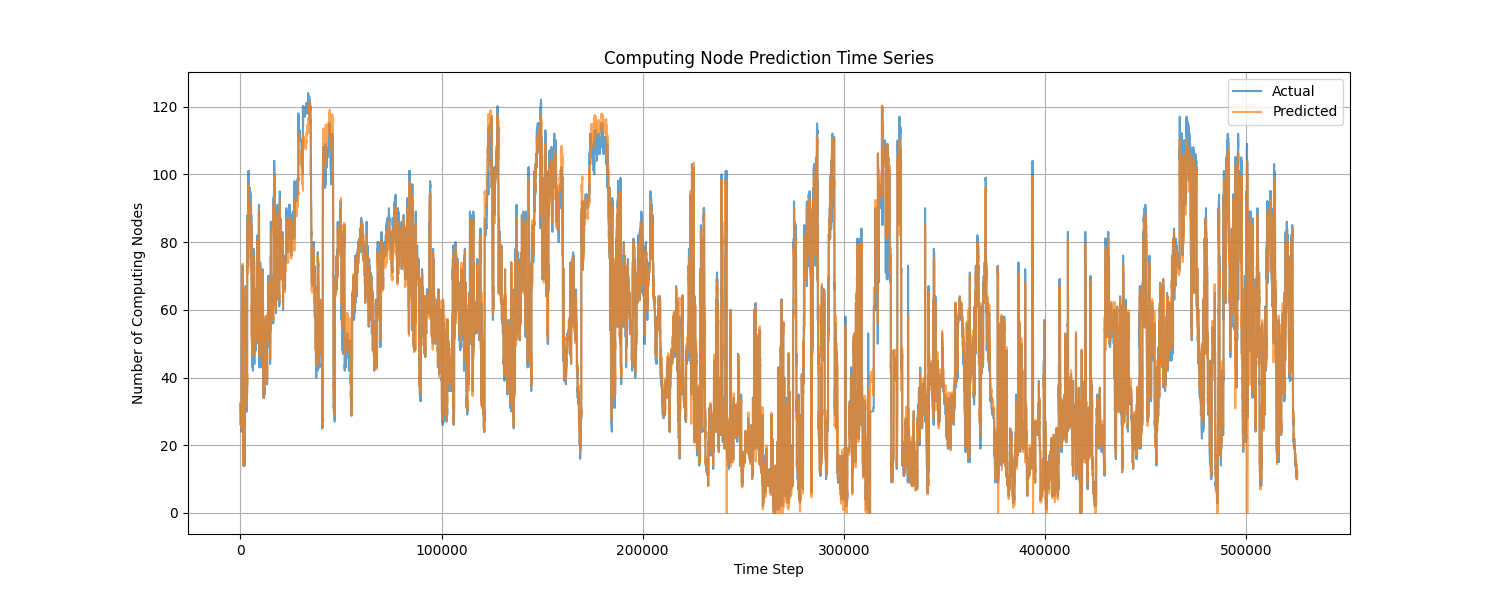 Computing Node Prediction Time Series
Actual
Predicted
120
100
80
60
40
20
0
Number of Computing Nodes
0 100000 200000 300000 400000 500000
Time Step